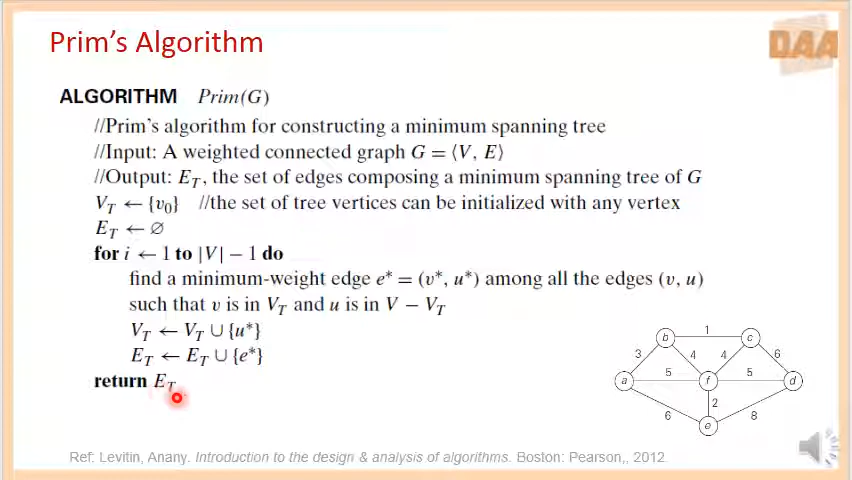 Prim's Algorithm
DAA
ALGORITHM Prim(G)
//Prim's algorithm for constructing a minimum spanning tree
//Input: A weighted connected graph G = ⟨V, E⟩
//Output: E_T, the set of edges composing a minimum spanning tree of G
V_T ← {v₀} //the set of tree vertices can be initialized with any vertex
E_T ← ∅
for i ← 1 to |V| − 1 do
find a minimum-weight edge e* = (v*, u*) among all the edges (v, u)
such that v is in V_T and u is in V − V_T
V_T ← V_T ∪ {u*}
E_T ← E_T ∪ {e*}
return E_T
b 1 c
3 4 4 6
a 5 f 5 d
6 2 8
e
Ref: Levitin, Anany. Introduction to the design & analysis of algorithms. Boston: Pearson,, 2012.